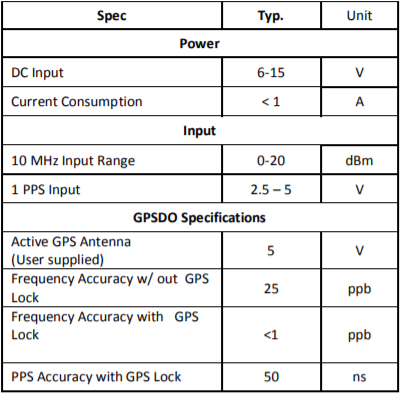 Spec Typ. Unit
Power
DC Input 6-15 V
Current Consumption < 1 A
Input
10 MHz Input Range 0-20 dBm
1 PPS Input 2.5 – 5 V
GPSDO Specifications
Active GPS Antenna
(User supplied) 5 V
Frequency Accuracy w/ out GPS
Lock 25 ppb
Frequency Accuracy with GPS
Lock <1 ppb
PPS Accuracy with GPS Lock 50 ns